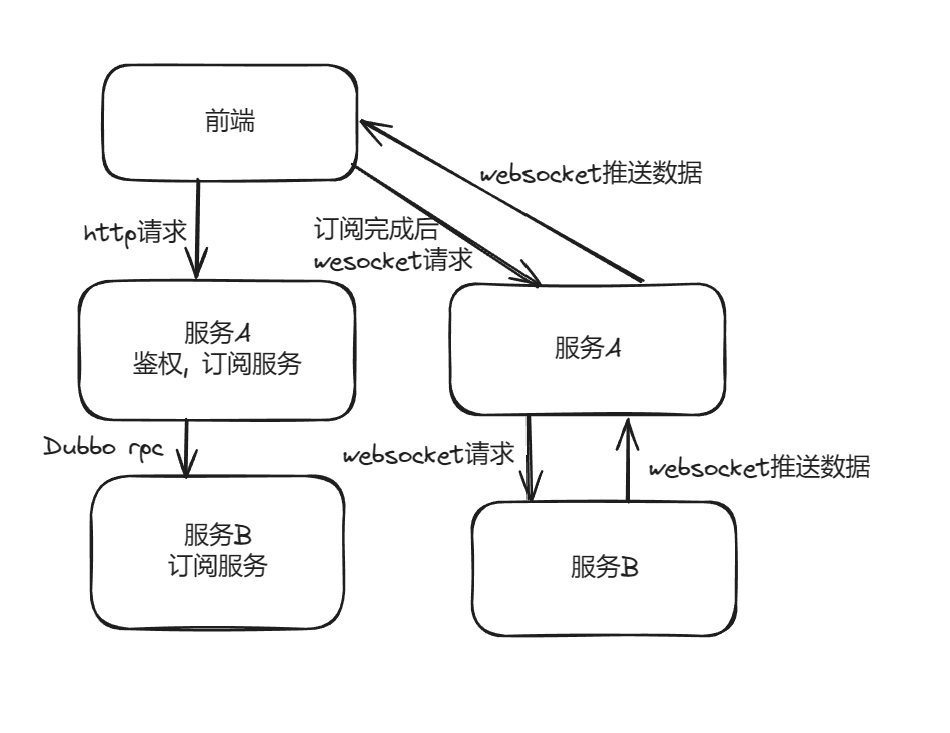 前端
websocket推送数据
http请求
订阅完成后
wesocket请求
服务A
鉴权, 订阅服务
服务A
Dubbo rpc
websocket请求
websocket推送数据
服务B
订阅服务
服务B